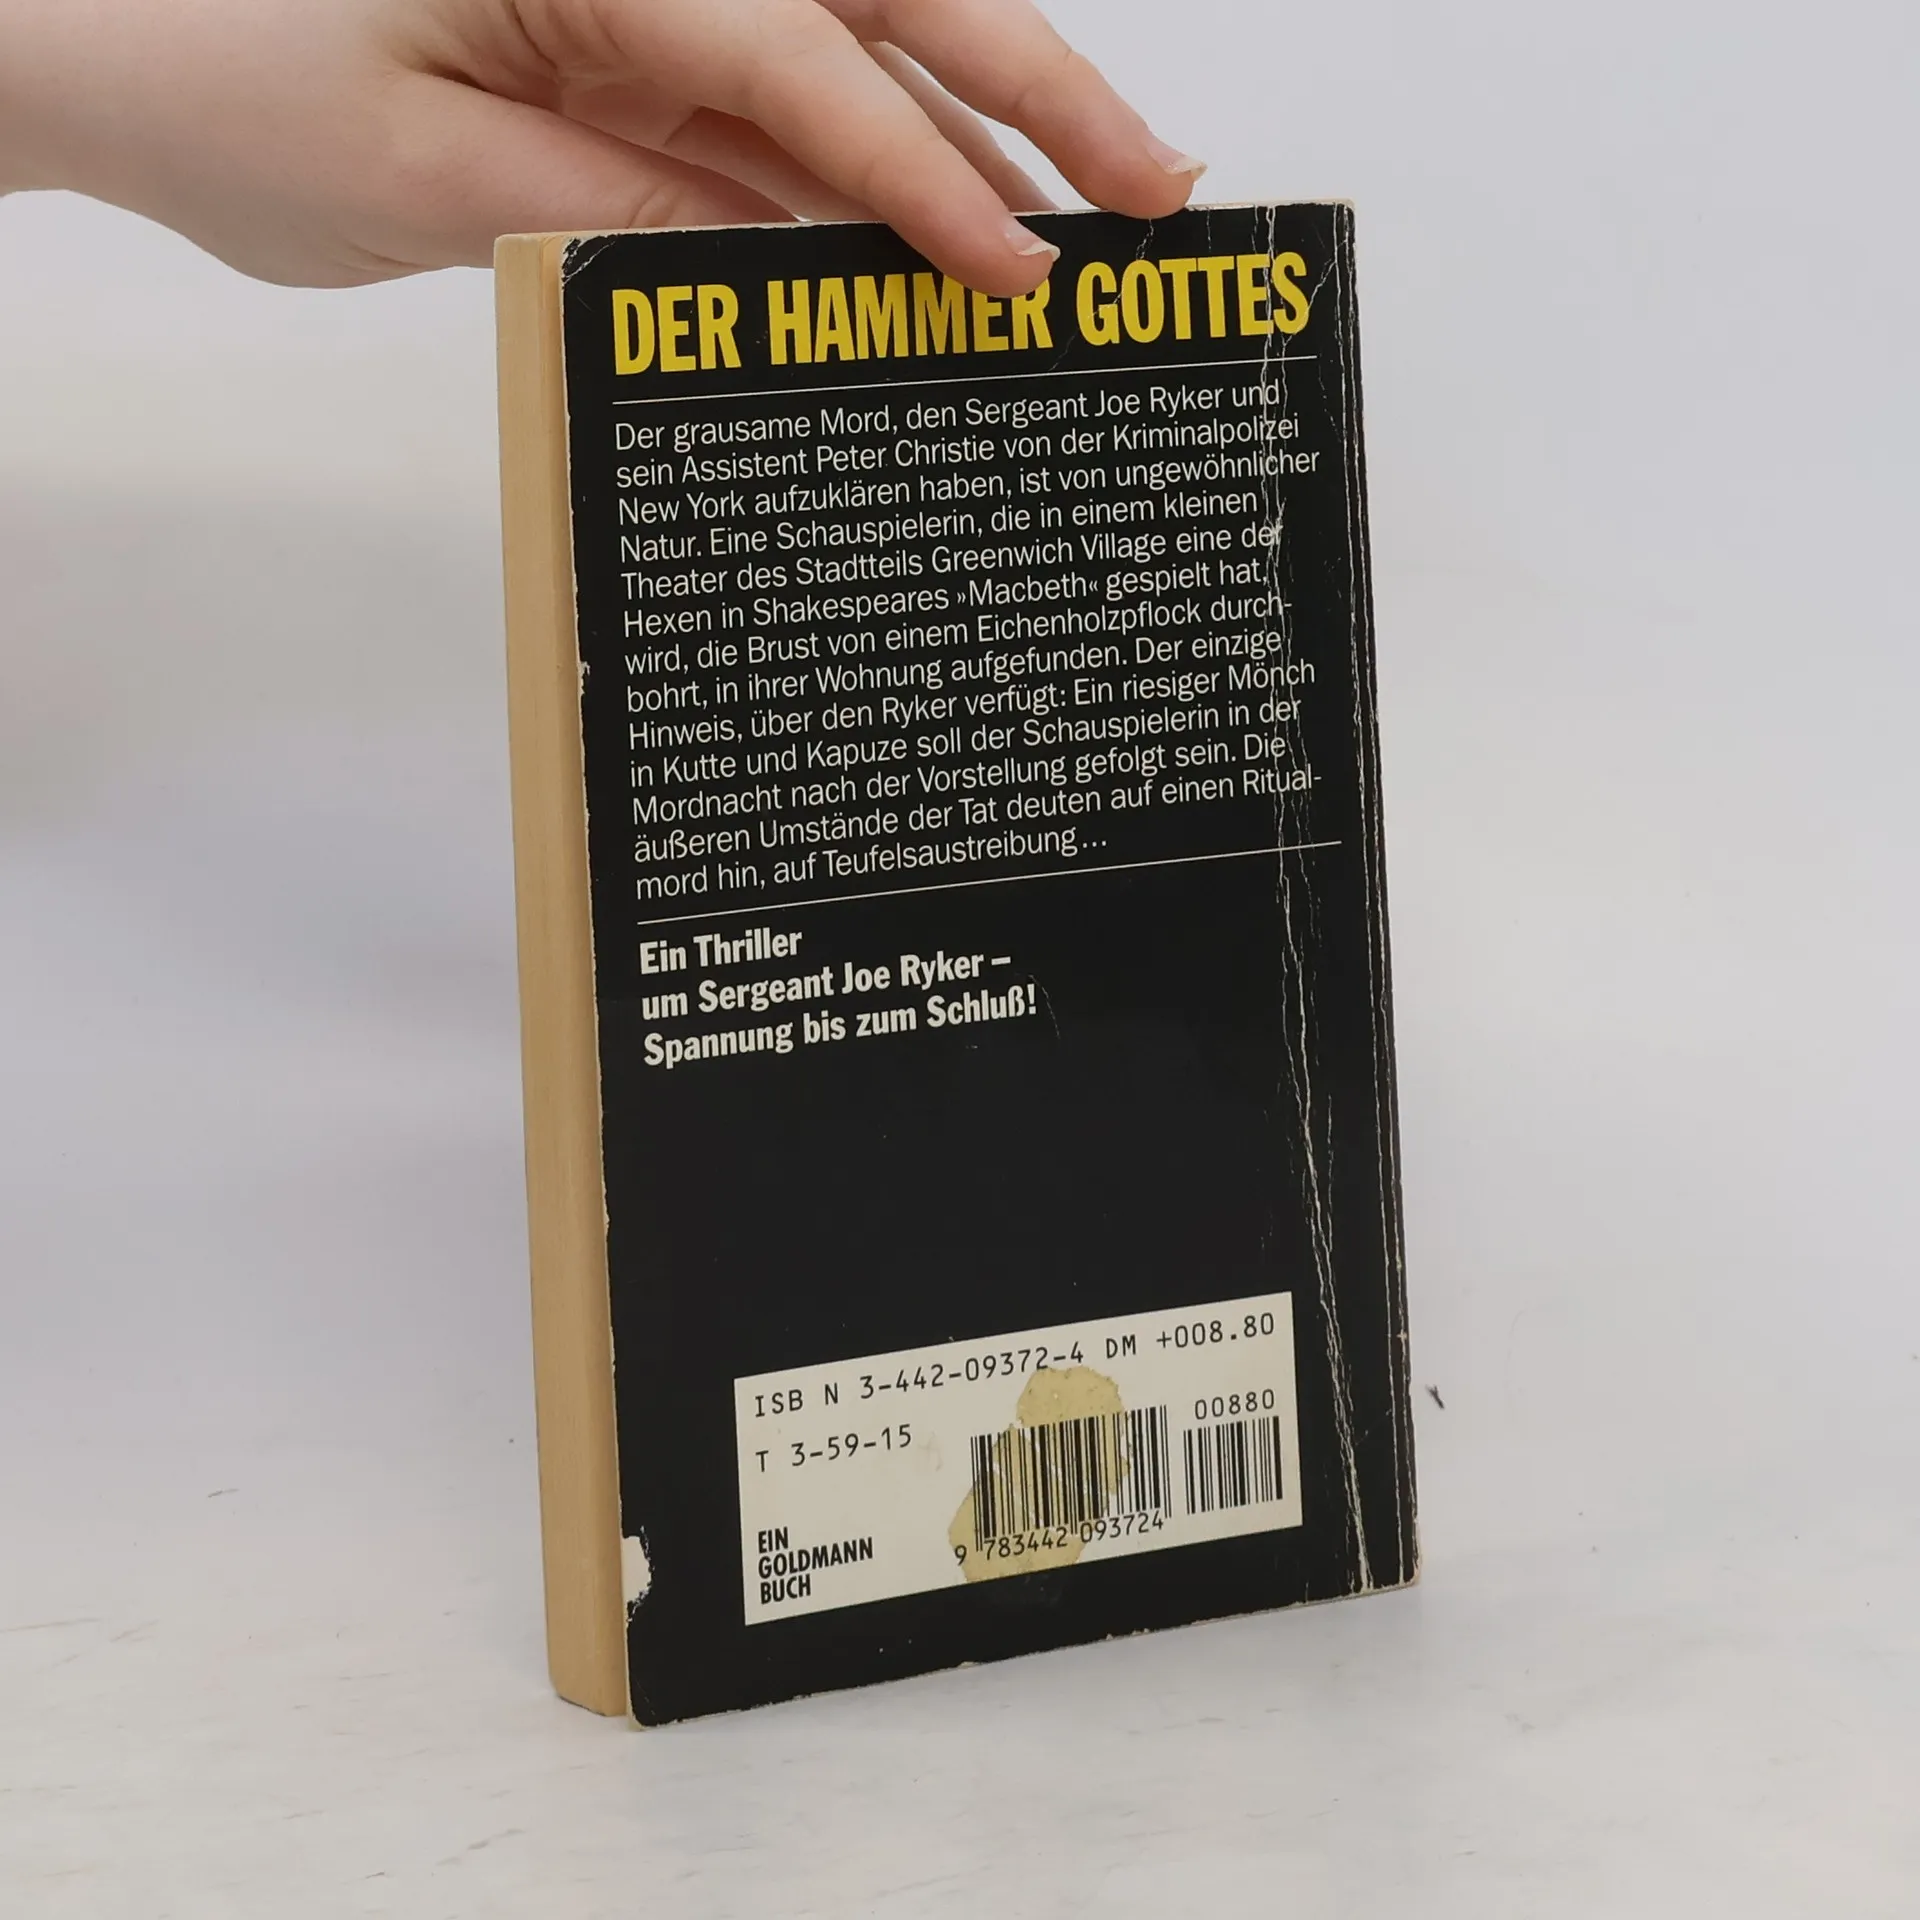 DER HAMMER GOTTES
Der grausame Mord, den Sergeant Joe Ryker und
sein Assistent Peter Christie von der Kriminalpolizei
New York aufzuklären haben, ist von ungewöhnlicher
Natur. Eine Schauspielerin, die in einem kleinen
Theater des Stadtteils Greenwich Village eine der
Hexen in Shakespeares »Macbeth« gespielt hat,
wird, die Brust von einem Eichenholzpflock durch-
bohrt, in ihrer Wohnung aufgefunden. Der einzige
Hinweis, über den Ryker verfügt: Ein riesiger Mönch
in Kutte und Kapuze soll der Schauspielerin in der
Mordnacht nach der Vorstellung gefolgt sein. Die
äußeren Umstände der Tat deuten auf einen Ritual-
mord hin, auf Teufelsaustreibung...
Ein Thriller
um Sergeant Joe Ryker –
Spannung bis zum Schluß!
ISB N 3-442-09372-4 DM +008.80
T 3-59-15
00880
9 783442 093724
EIN
GOLDMANN
BUCH